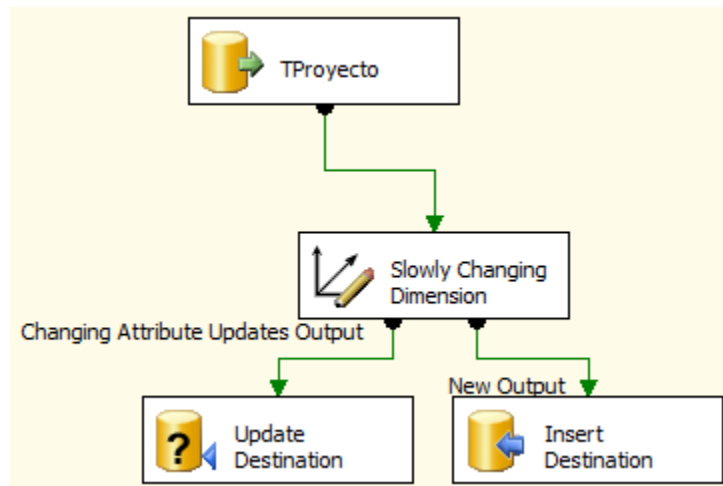 TProyecto
Slowly Changing
Dimension
Changing Attribute Updates Output
New Output
Update
Destination
Insert
Destination